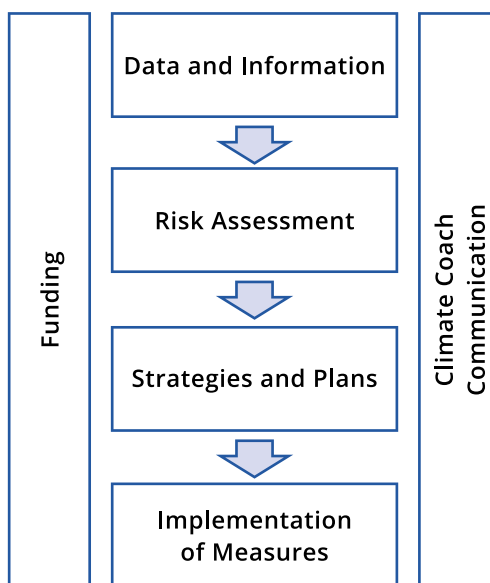 Data and Information
Risk Assessment
Strategies and Plans
Implementation
of Measures
Funding
Climate Coach
Communication